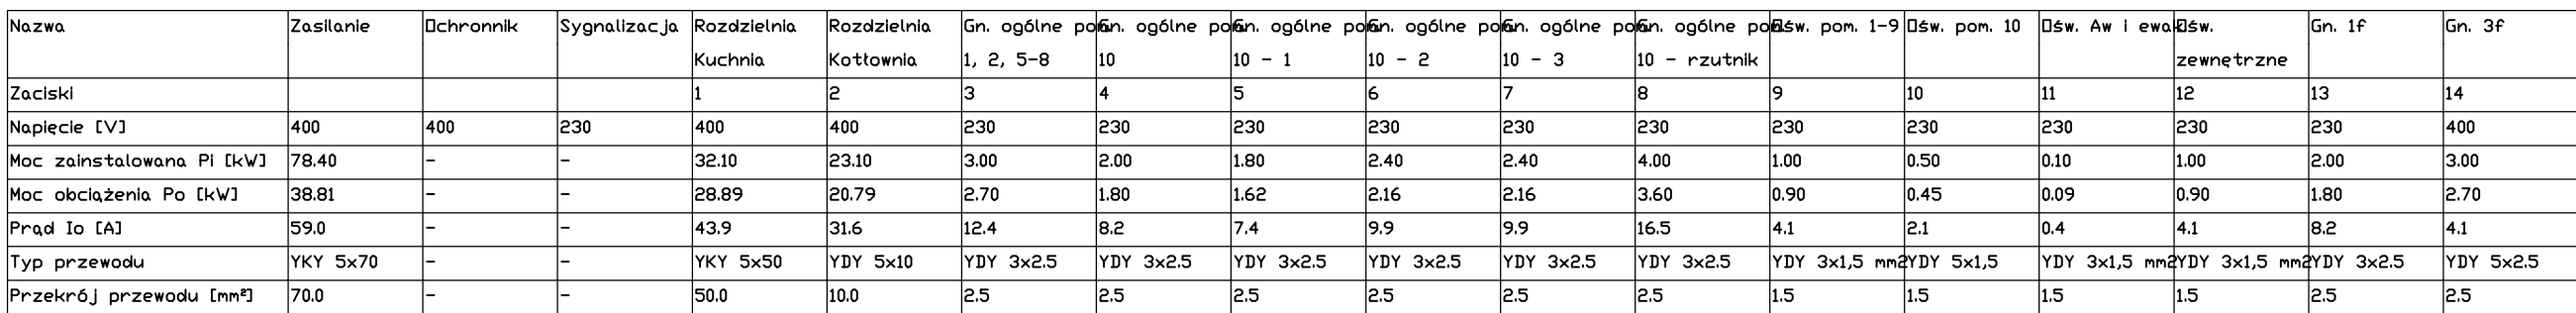 Nazwa Zasilanie Ochronnik Sygnalizacja Rozdzielnia Rozdzielnia Gn. ogólne pom. Gn. ogólne pom. Gn. ogólne pom. Gn. ogólne pom. Gn. ogólne pom. Gn. ogólne pom. Ośw. pom. 1-9 Ośw. pom. 10 Ośw. Aw i ewak Ośw. Gn. 1f Gn. 3f
Kuchnia Kotłownia 1, 2, 5-8 10 10 - 1 10 - 2 10 - 3 10 - rzutnik zewnętrzne
Zaciski 1 2 3 4 5 6 7 8 9 10 11 12 13 14
Napięcie [V] 400 400 230 400 400 230 230 230 230 230 230 230 230 230 230 230 400
Moc zainstalowana Pi [kW] 78.40 - - 32.10 23.10 3.00 2.00 1.80 2.40 2.40 4.00 1.00 0.50 0.10 1.00 2.00 3.00
Moc obciążenia Po [kW] 38.81 - - 28.89 20.79 2.70 1.80 1.62 2.16 2.16 3.60 0.90 0.45 0.09 0.90 1.80 2.70
Prąd Io [A] 59.0 - - 43.9 31.6 12.4 8.2 7.4 9.9 9.9 16.5 4.1 2.1 0.4 4.1 8.2 4.1
Typ przewodu YKY 5x70 - - YKY 5x50 YDY 5x10 YDY 3x2.5 YDY 3x2.5 YDY 3x2.5 YDY 3x2.5 YDY 3x2.5 YDY 3x2.5 YDY 3x1,5 mm2 YDY 5x1,5 YDY 3x1,5 mm2 YDY 3x1,5 mm2 YDY 3x2.5 YDY 5x2.5
Przekrój przewodu [mm²] 70.0 - - 50.0 10.0 2.5 2.5 2.5 2.5 2.5 2.5 1.5 1.5 1.5 1.5 2.5 2.5